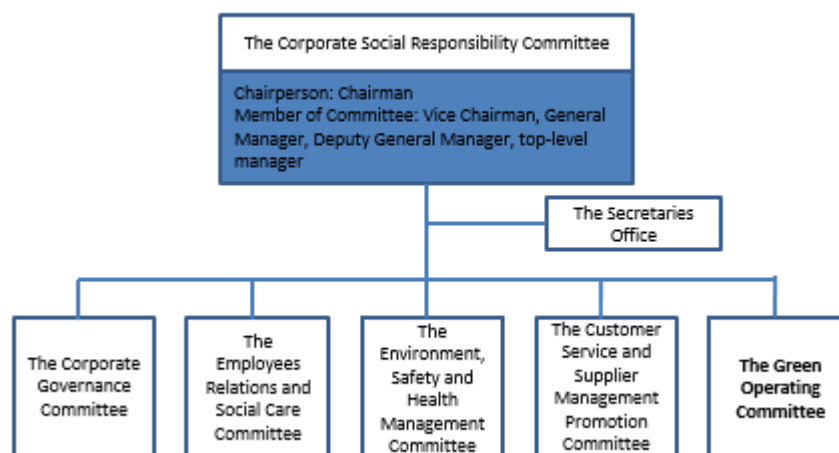 The Corporate Social Responsibility Committee
Chairperson: Chairman
Member of Committee: Vice Chairman, General
Manager, Deputy General Manager, top-level
manager
The Secretaries
Office
The Corporate
Governance
Committee
The
Employees
Relations and
Social Care
Committee
The
Environment,
Safety and
Health
Management
Committee
The Customer
Service and
Supplier
Management
Promotion
Committee
The Green
Operating
Committee